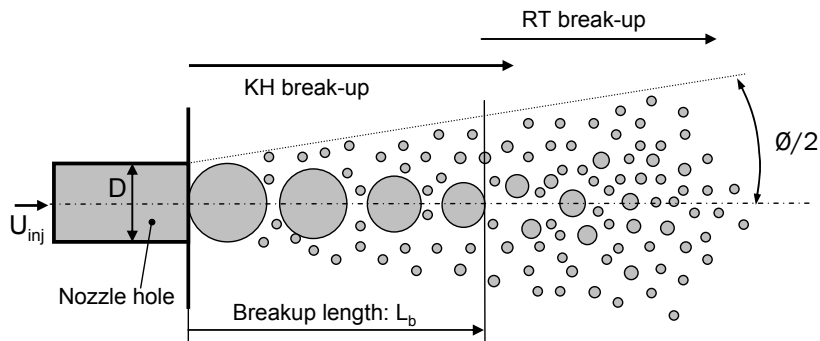 RT break-up
KH break-up
Ø/2
D
U_inj
Nozzle hole
Breakup length: L_b